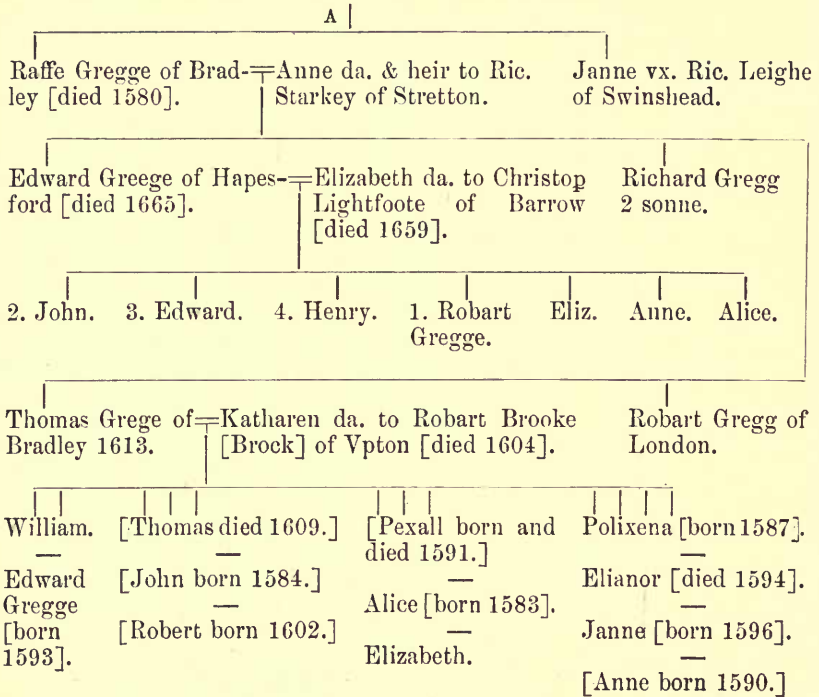 A
Raffe Gregge of Brad-=Anne da. & heir to Ric. Janne vx. Ric. Leighe
ley [died 1580]. Starkey of Stretton. of Swinshead.
Edward Greege of Hapes-=Elizabeth da. to Christop Richard Gregg
ford [died 1665]. Lightfoote of Barrow 2 sonne.
[died 1659].
2. John. 3. Edward. 4. Henry. 1. Robart Eliz. Anne. Alice.
Gregge.
Thomas Grege of=Katharen da. to Robart Brooke Robart Gregg of
Bradley 1613. [Brock] of Vpton [died 1604]. London.
William. [Thomas died 1609.] [Pexall born and Polixena [born 1587].
— — died 1591.] —
Edward [John born 1584.] — Elianor [died 1594].
Gregge — Alice [born 1583]. —
[born [Robert born 1602.] — Janne [born 1596].
1593]. Elizabeth. —
[Anne born 1590.]